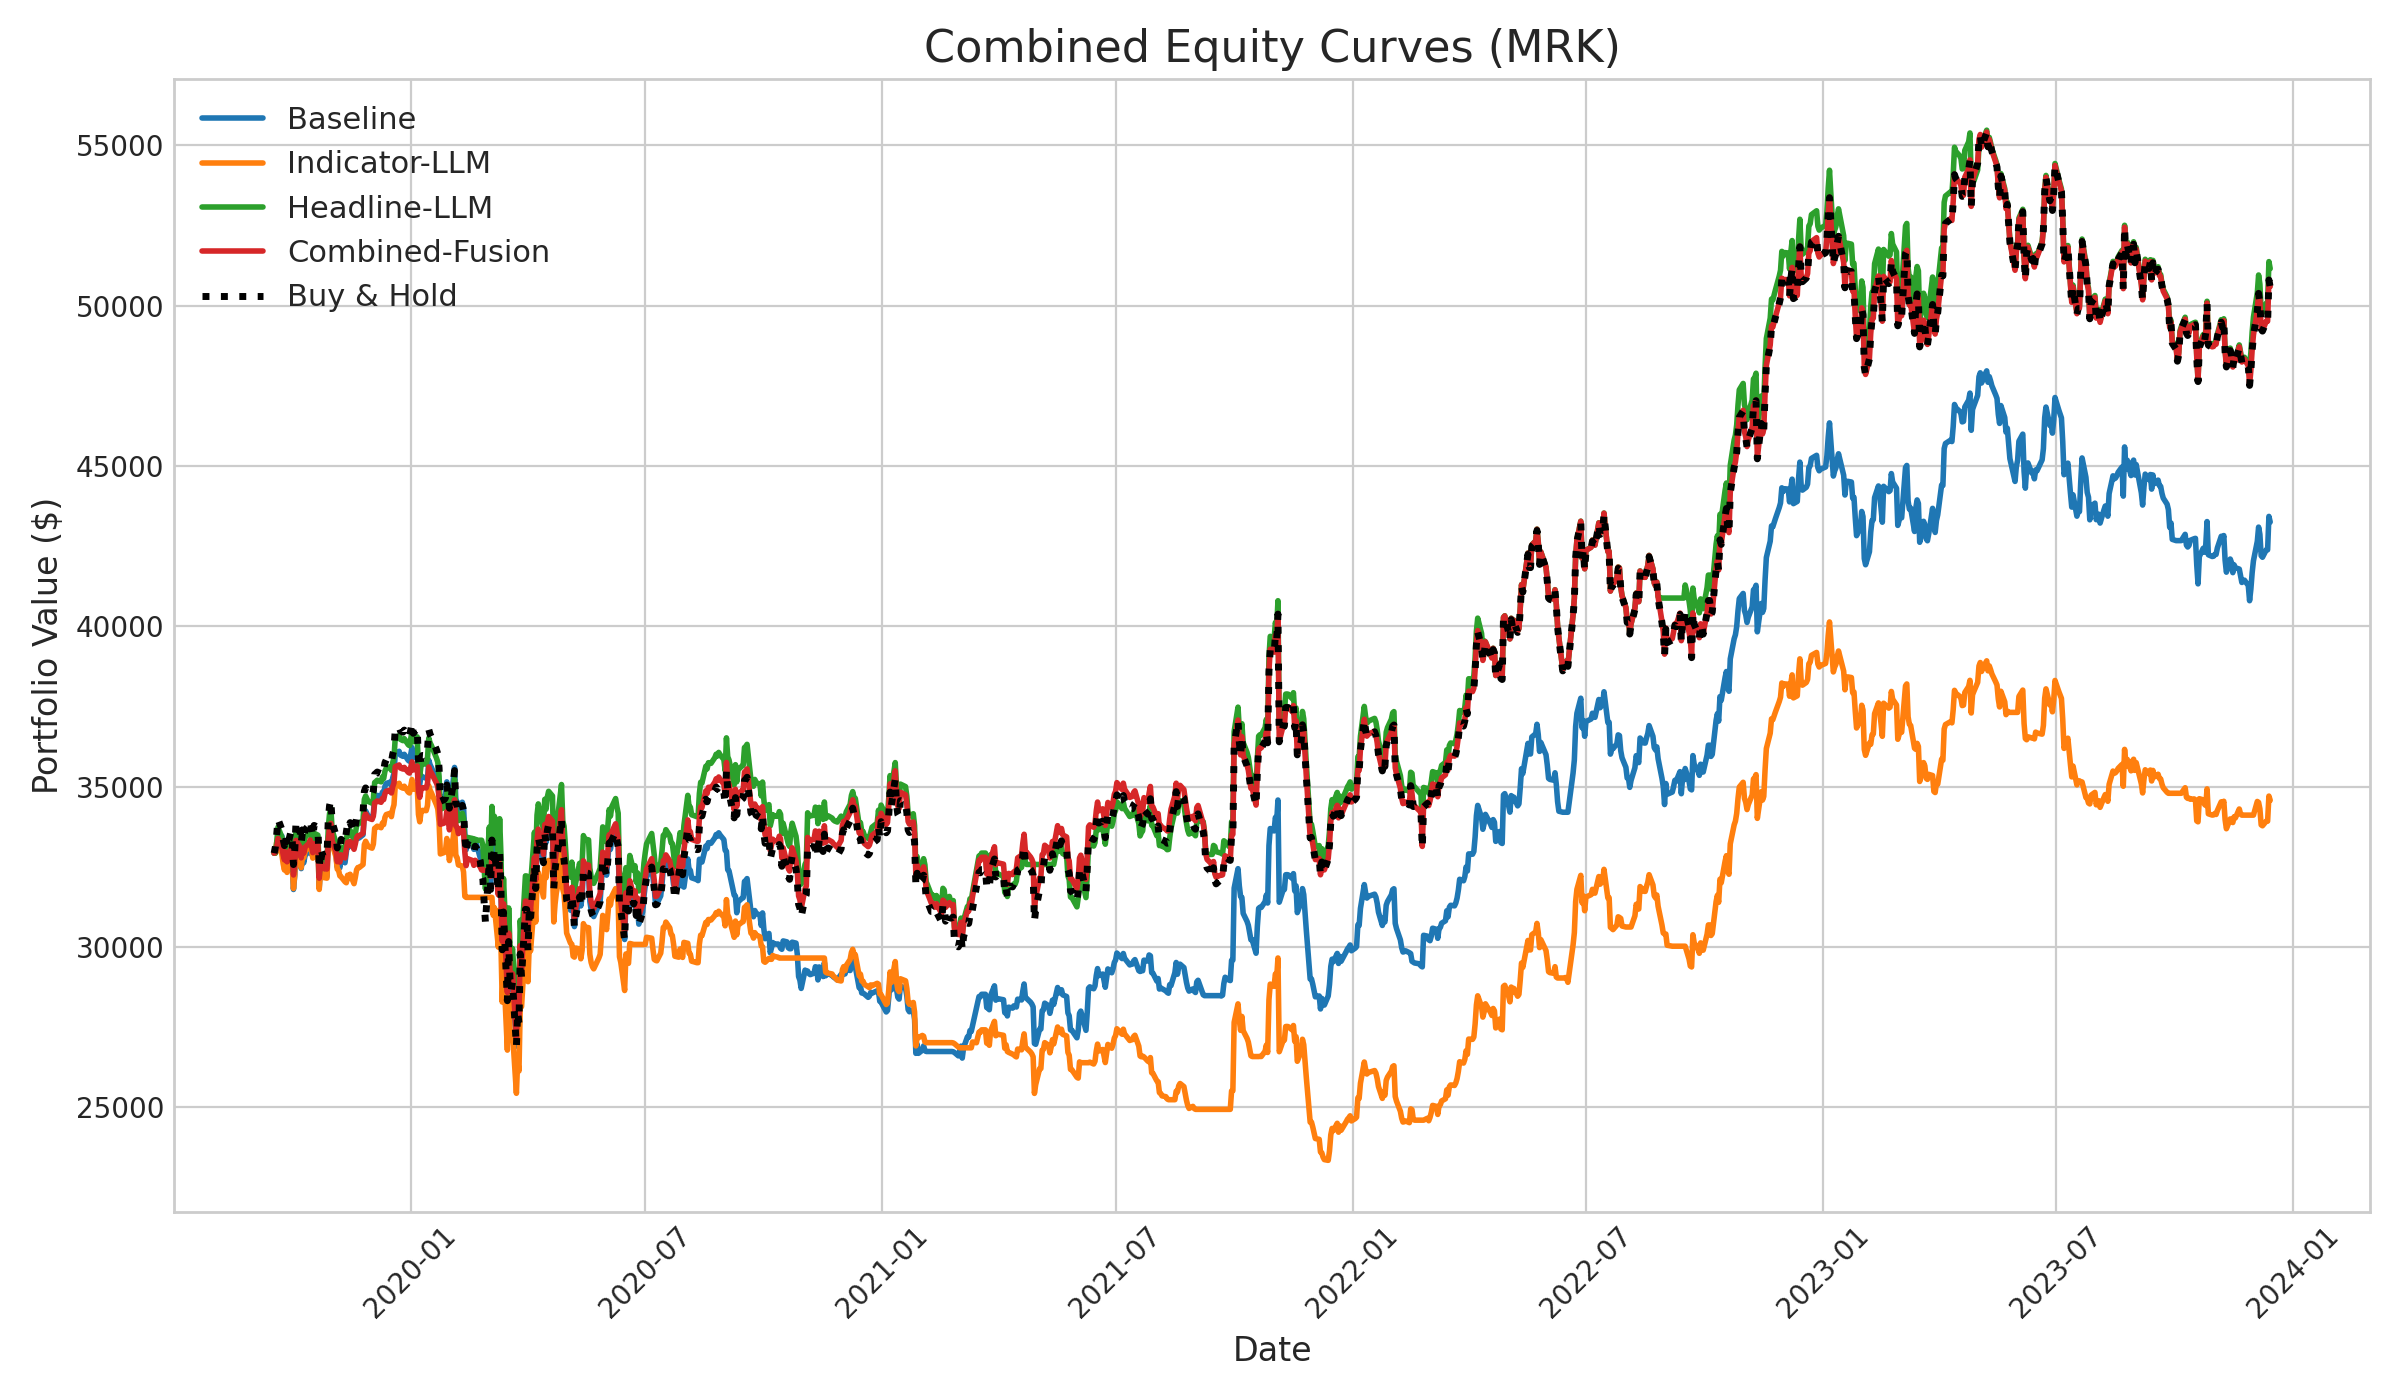 Combined Equity Curves (MRK)
Baseline
Indicator-LLM
Headline-LLM
Combined-Fusion
Buy & Hold
Portfolio Value ($)
55000
50000
45000
40000
35000
30000
25000
2020-01
2020-07
2021-01
2021-07
2022-01
2022-07
2023-01
2023-07
2024-01
Date